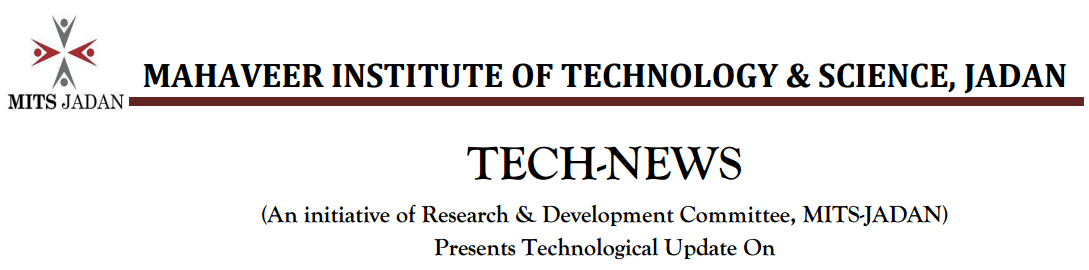 MAHAVEER INSTITUTE OF TECHNOLOGY & SCIENCE, JADAN
MITS JADAN
TECH-NEWS
(An initiative of Research & Development Committee, MITS-JADAN)
Presents Technological Update On